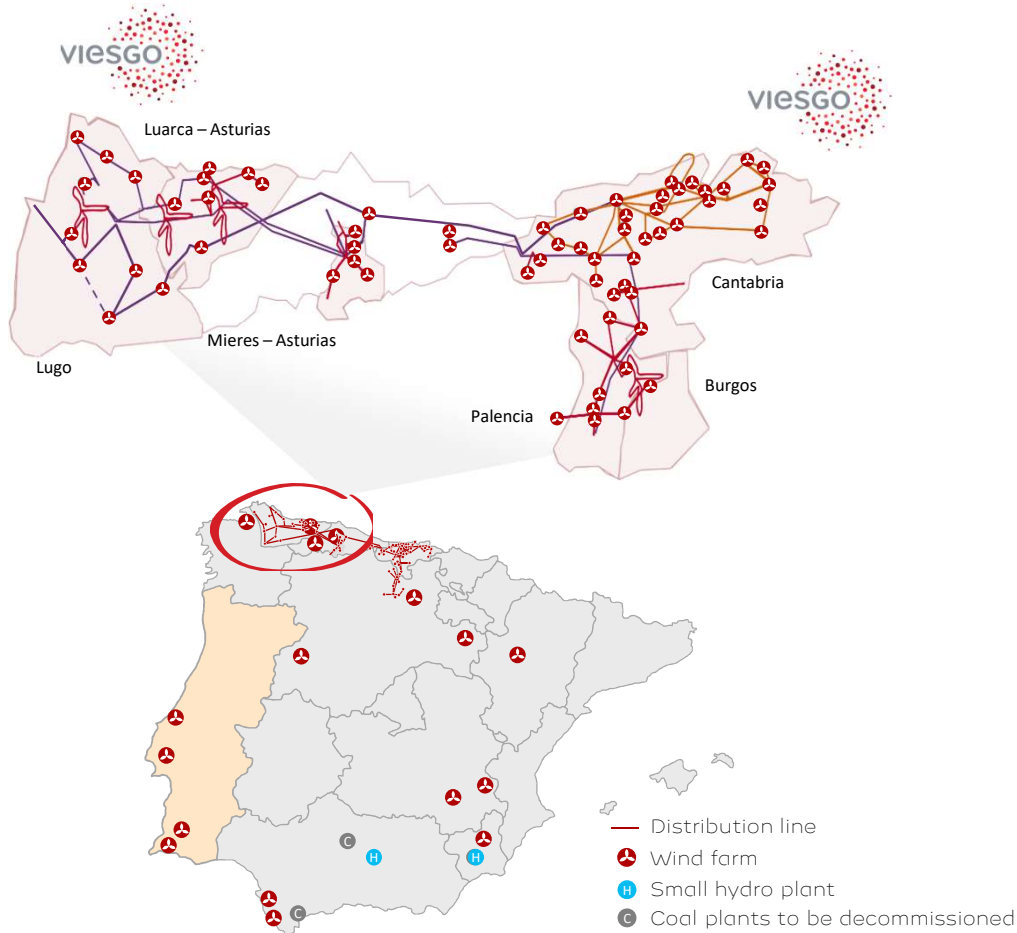 viesgo
viesgo
Luarca – Asturias
Cantabria
Mieres – Asturias
Lugo
Burgos
Palencia
C
H
H
C
Distribution line
Wind farm
H Small hydro plant
C Coal plants to be decommissioned